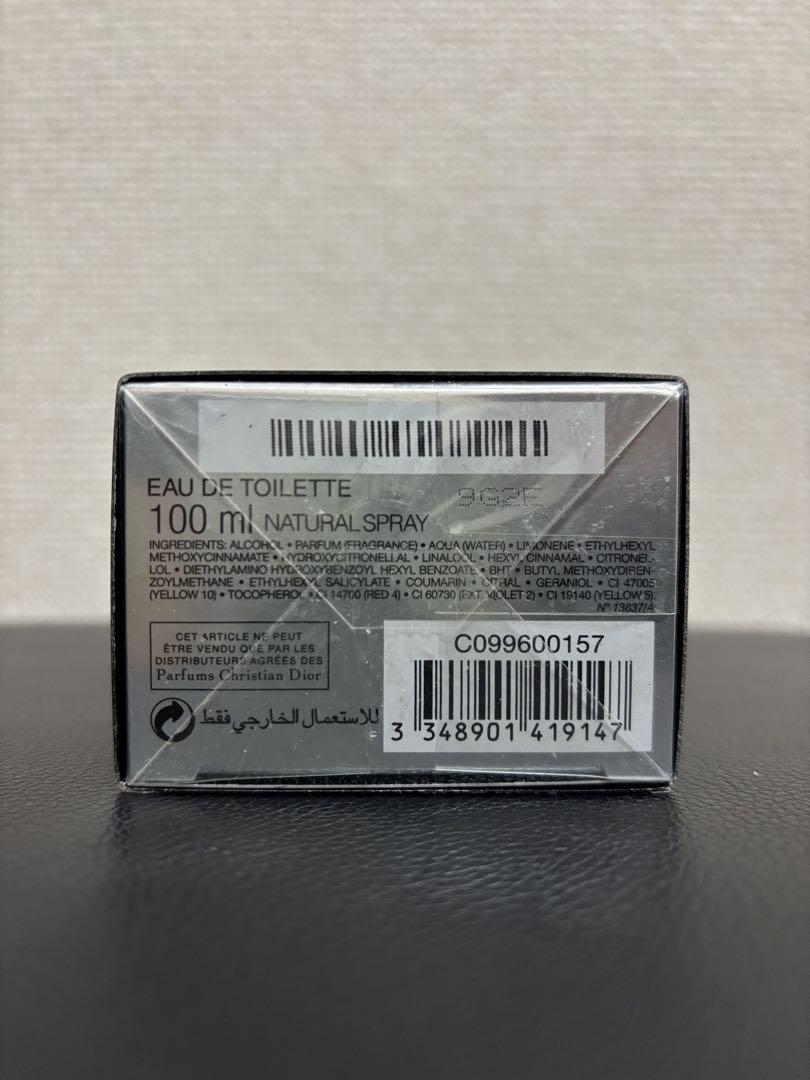 EAU DE TOILETTE
9G2E
100 ml NATURAL SPRAY
INGREDIENTS: ALCOHOL • PARFUM (FRAGRANCE) • AQUA (WATER) • LIMONENE • ETHYLHEXYL
METHOXYCINNAMATE • HYDROXYCITRONELLAL • LINALOOL • HEXYL CINNAMAL • CITRONEL-
LOL • DIETHYLAMINO HYDROXYBENZOYL HEXYL BENZOATE • BHT • BUTYL METHOXYDIBEN-
ZOYLMETHANE • ETHYLHEXYL SALICYLATE • COUMARIN • CITRAL • GERANIOL • CI 47005
(YELLOW 10) • TOCOPHEROL • CI 14700 (RED 4) • CI 60730 (EXT. VIOLET 2) • CI 19140 (YELLOW 5).
N° 13837/A
CET ARTICLE NE PEUT
ÊTRE VENDU QUE PAR LES
DISTRIBUTEURS AGRÉÉS DES
Parfums Christian Dior
للاستعمال الخارجي فقط
C099600157
3 348901 419147